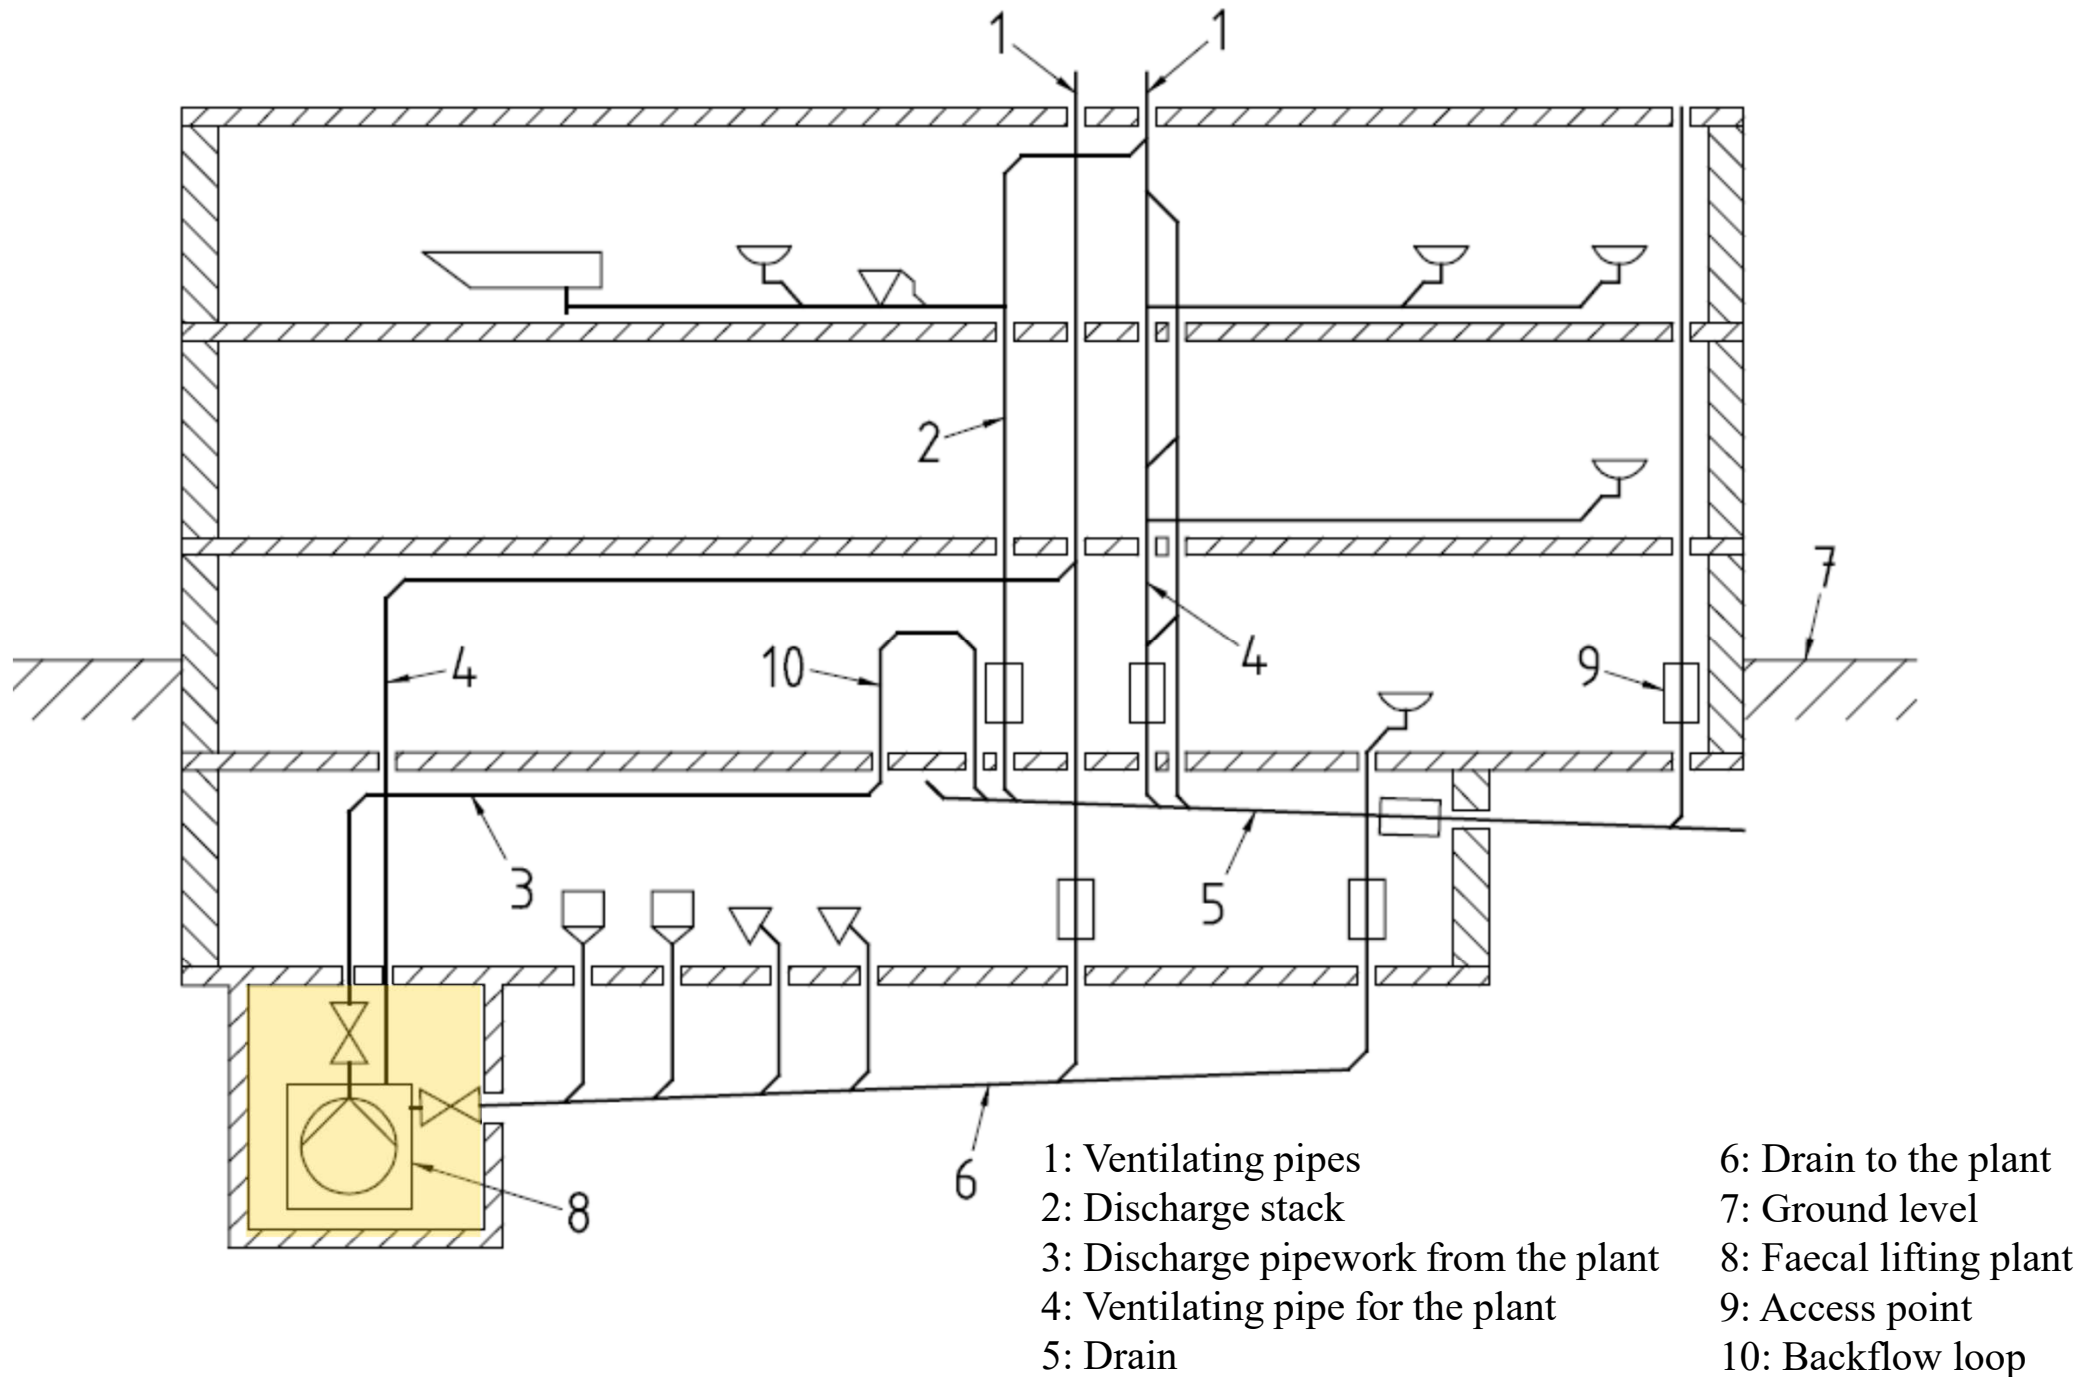 1
1
2
7
4
10
4
9
3
5
6
8
1: Ventilating pipes
2: Discharge stack
3: Discharge pipework from the plant
4: Ventilating pipe for the plant
5: Drain
6: Drain to the plant
7: Ground level
8: Faecal lifting plant
9: Access point
10: Backflow loop